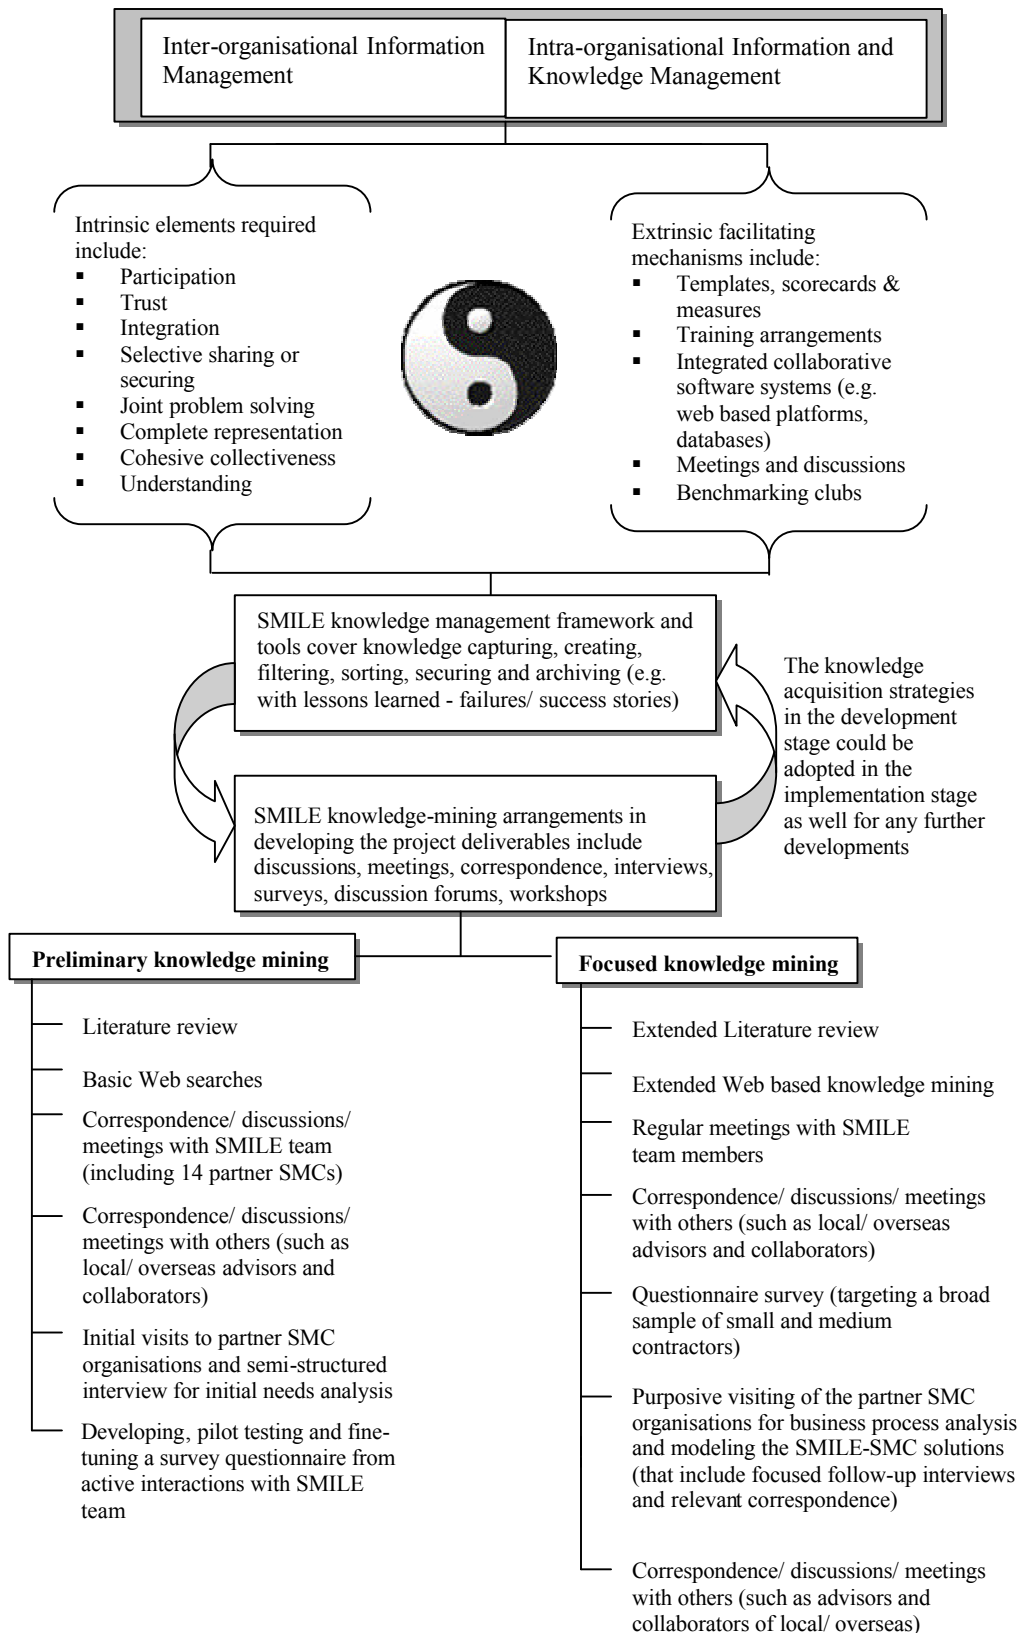 Inter-organisational Information
Management
Intra-organisational Information and
Knowledge Management
Intrinsic elements required
include:
▪ Participation
▪ Trust
▪ Integration
▪ Selective sharing or
securing
▪ Joint problem solving
▪ Complete representation
▪ Cohesive collectiveness
▪ Understanding
Extrinsic facilitating
mechanisms include:
▪ Templates, scorecards &
measures
▪ Training arrangements
▪ Integrated collaborative
software systems (e.g.
web based platforms,
databases)
▪ Meetings and discussions
▪ Benchmarking clubs
SMILE knowledge management framework and
tools cover knowledge capturing, creating,
filtering, sorting, securing and archiving (e.g.
with lessons learned - failures/ success stories)
The knowledge
acquisition strategies
in the development
stage could be
adopted in the
implementation stage
as well for any further
developments
SMILE knowledge-mining arrangements in
developing the project deliverables include
discussions, meetings, correspondence, interviews,
surveys, discussion forums, workshops
Preliminary knowledge mining
Literature review
Basic Web searches
Correspondence/ discussions/
meetings with SMILE team
(including 14 partner SMCs)
Correspondence/ discussions/
meetings with others (such as
local/ overseas advisors and
collaborators)
Initial visits to partner SMC
organisations and semi-structured
interview for initial needs analysis
Developing, pilot testing and fine-
tuning a survey questionnaire from
active interactions with SMILE
team
Focused knowledge mining
Extended Literature review
Extended Web based knowledge mining
Regular meetings with SMILE
team members
Correspondence/ discussions/ meetings
with others (such as local/ overseas
advisors and collaborators)
Questionnaire survey (targeting a broad
sample of small and medium
contractors)
Purposive visiting of the partner SMC
organisations for business process analysis
and modeling the SMILE-SMC solutions
(that include focused follow-up interviews
and relevant correspondence)
Correspondence/ discussions/ meetings
with others (such as advisors and
collaborators of local/ overseas)